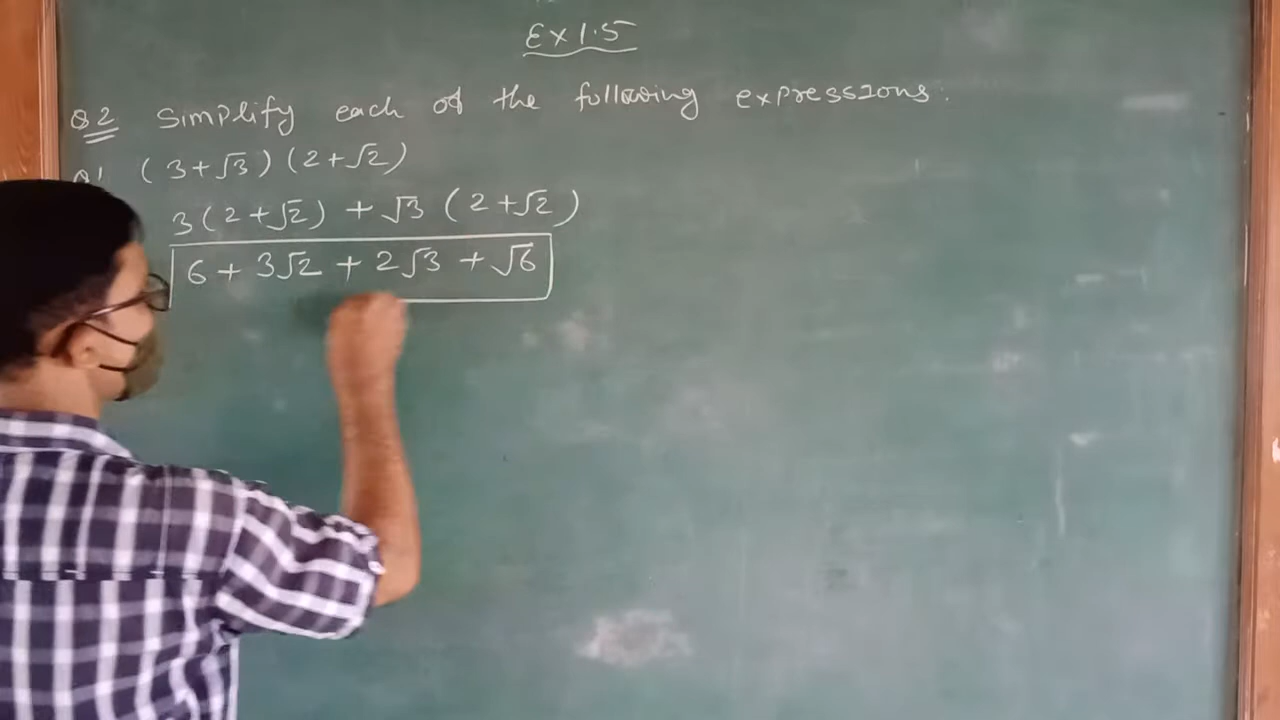 Ex 1.5
Q2 Simplify each of the following expressions:
(3+√3)(2+√2)
3(2+√2) + √3 (2+√2)
6 + 3√2 + 2√3 + √6